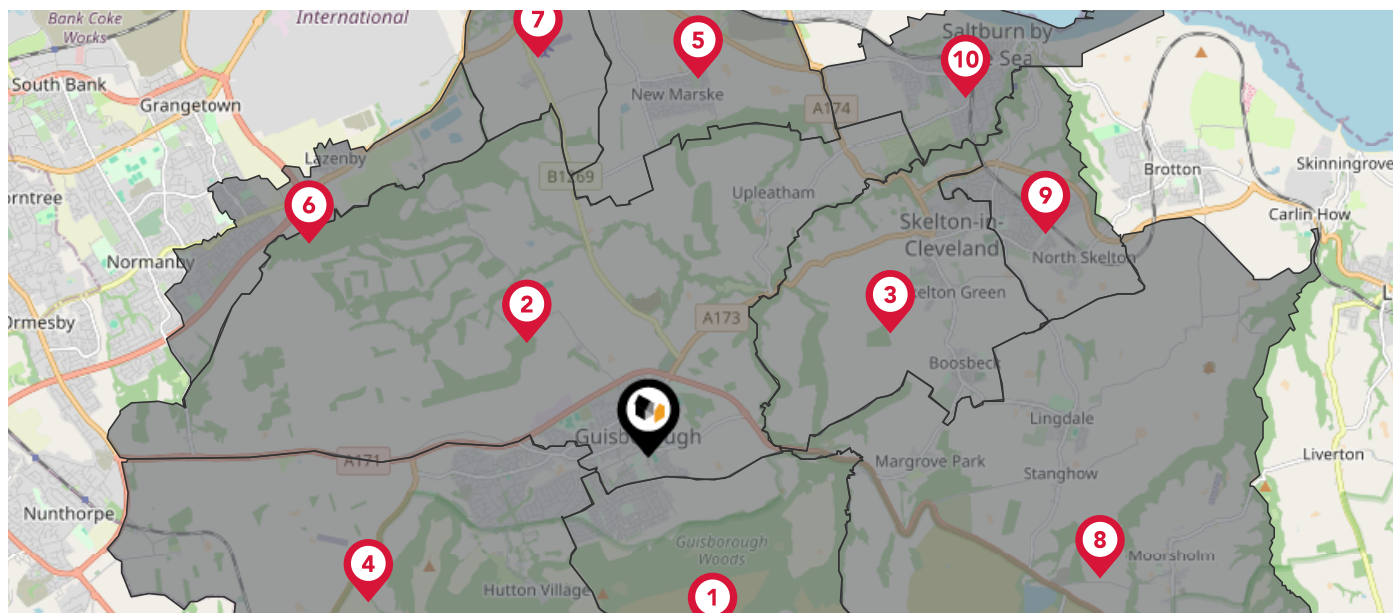 Bank Coke
Works
International
7
5
Saltburn by
the Sea
10
South Bank
Grangetown
New Marske
A174
Lazenby
Brotton
Skinningrove
B1269
Upleatham
6
9
Carlin How
Skelton-in-
Cleveland
Normanby
North Skelton
2
3
Skelton Green
Ormesby
A173
Boosbeck
Guisborough
Lingdale
A171
Margrove Park
Stanghow
Liverton
Nunthorpe
Guisborough
Woods
8
Moorsholm
4
Hutton Village
1